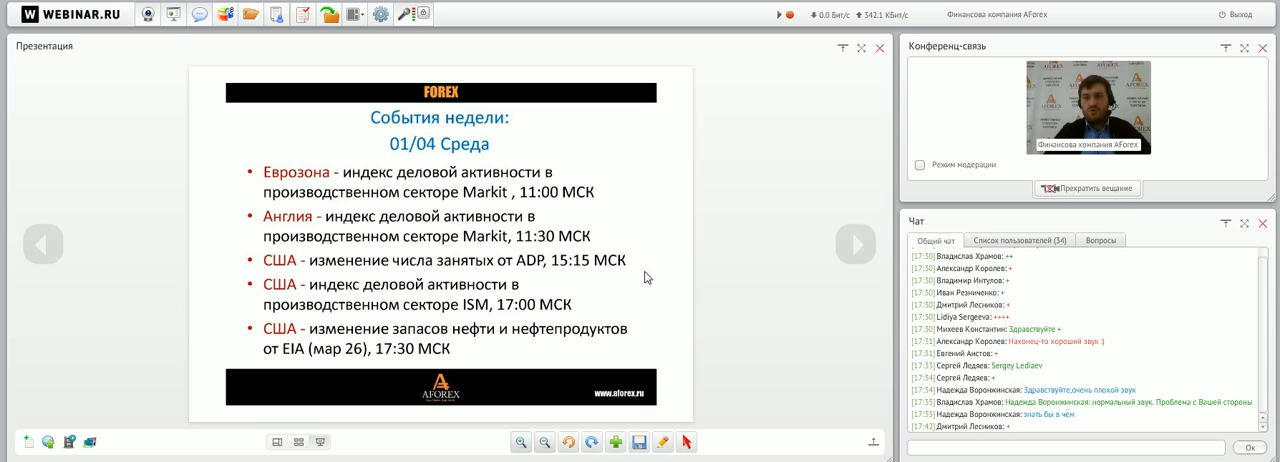 WEBINAR.RU
0.0 Бит/с
342.1 КБит/с
Финансова компания AForex
Выход
Презентация
FOREX
События недели:
01/04 Среда
• Еврозона - индекс деловой активности в
производственном секторе Markit , 11:00 МСК
• Англия - индекс деловой активности в
производственном секторе Markit, 11:30 МСК
• США - изменение числа занятых от ADP, 15:15 МСК
• США - индекс деловой активности в
производственном секторе ISM, 17:00 МСК
• США - изменение запасов нефти и нефтепродуктов
от EIA (мар 26), 17:30 МСК
AFOREX
www.aforex.ru
Конференц-связь
Финансова компания AForex
Режим модерации
Прекратить вещание
Чат
Общий чат
Список пользователей (34)
Вопросы
[17:30] Владислав Храмов: ++
[17:30] Александр Королев: +
[17:30] Владимир Интулов: +
[17:30] Иван Резниченко: +
[17:30] Дмитрий Лесников: +
[17:30] Lidiya Sergeeva: ++++
[17:30] Михеев Константин: Здравствуйте +
[17:31] Александр Королев: Наконец-то хороший звук :)
[17:31] Евгений Аистов: +
[17:33] Сергей Ледяев: Sergey Lediaev
[17:34] Сергей Ледяев: +
[17:34] Надежда Воронжинская: Здравствуйте,очень плохой звук
[17:35] Владислав Храмов: Надежда Воронжинская: нормальный звук. Проблема с Вашей стороны
[17:35] Надежда Воронжинская: знать бы в чём
[17:42] Дмитрий Лесников: +
Ок